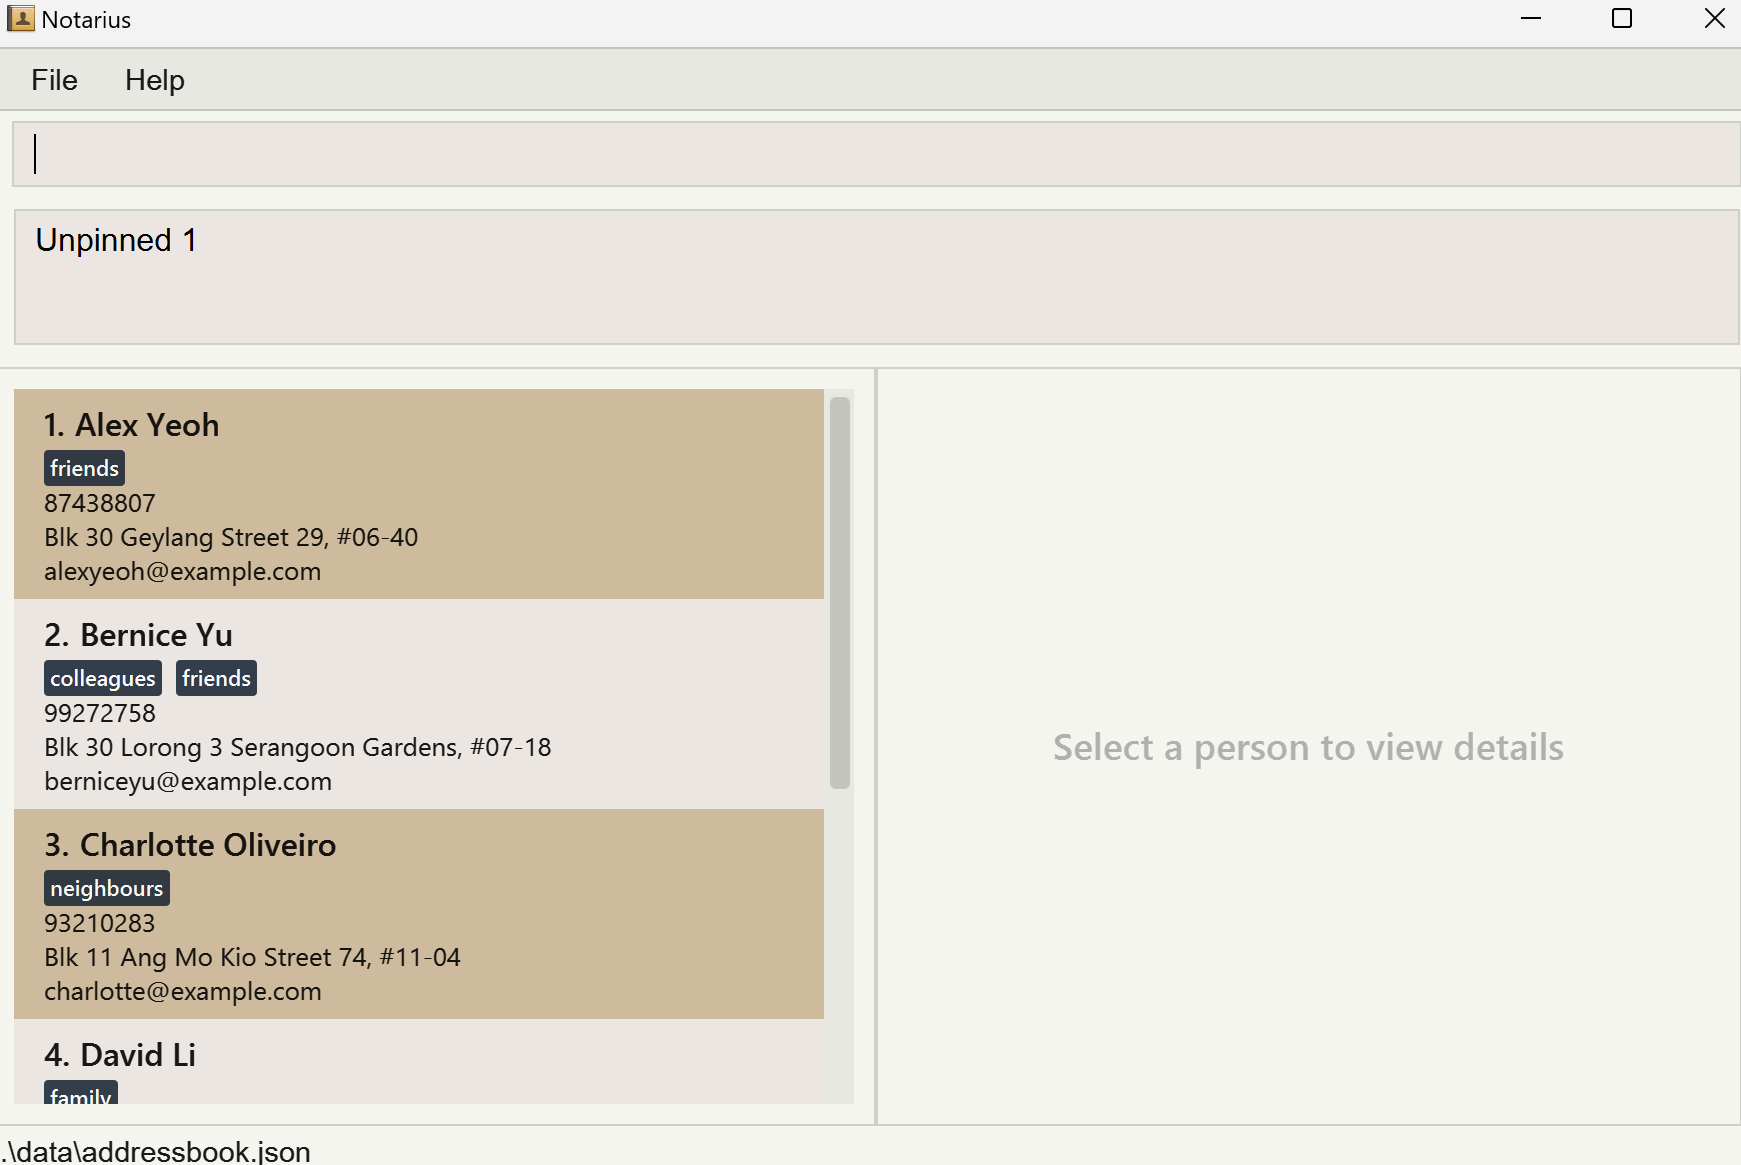 Notarius
File Help
Unpinned 1
1. Alex Yeoh
friends
87438807
Blk 30 Geylang Street 29, #06-40
alexyeoh@example.com
2. Bernice Yu
colleagues friends
99272758
Blk 30 Lorong 3 Serangoon Gardens, #07-18
berniceyu@example.com
3. Charlotte Oliveiro
neighbours
93210283
Blk 11 Ang Mo Kio Street 74, #11-04
charlotte@example.com
4. David Li
family
Select a person to view details
.\data\addressbook.json